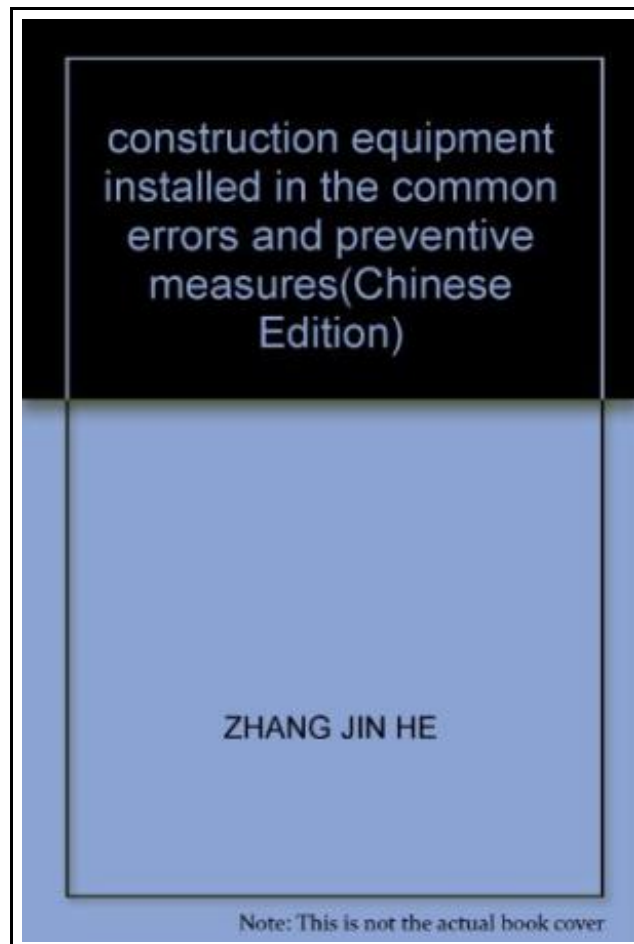 construction equipment
installed in the common
errors and preventive
measures(Chinese
Edition)
ZHANG JIN HE
Note: This is not the actual book cover